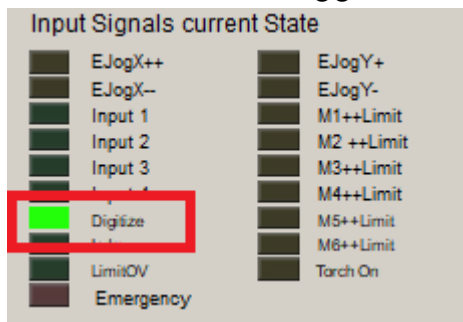 Input Signals current State
EJogX++
EJogX--
Input 1
Input 2
Input 3
Digitize
LimitOV
Emergency
EJogY+
EJogY-
M1++Limit
M2 ++Limit
M3++Limit
M4++Limit
M5++Limit
M6++Limit
Torch On